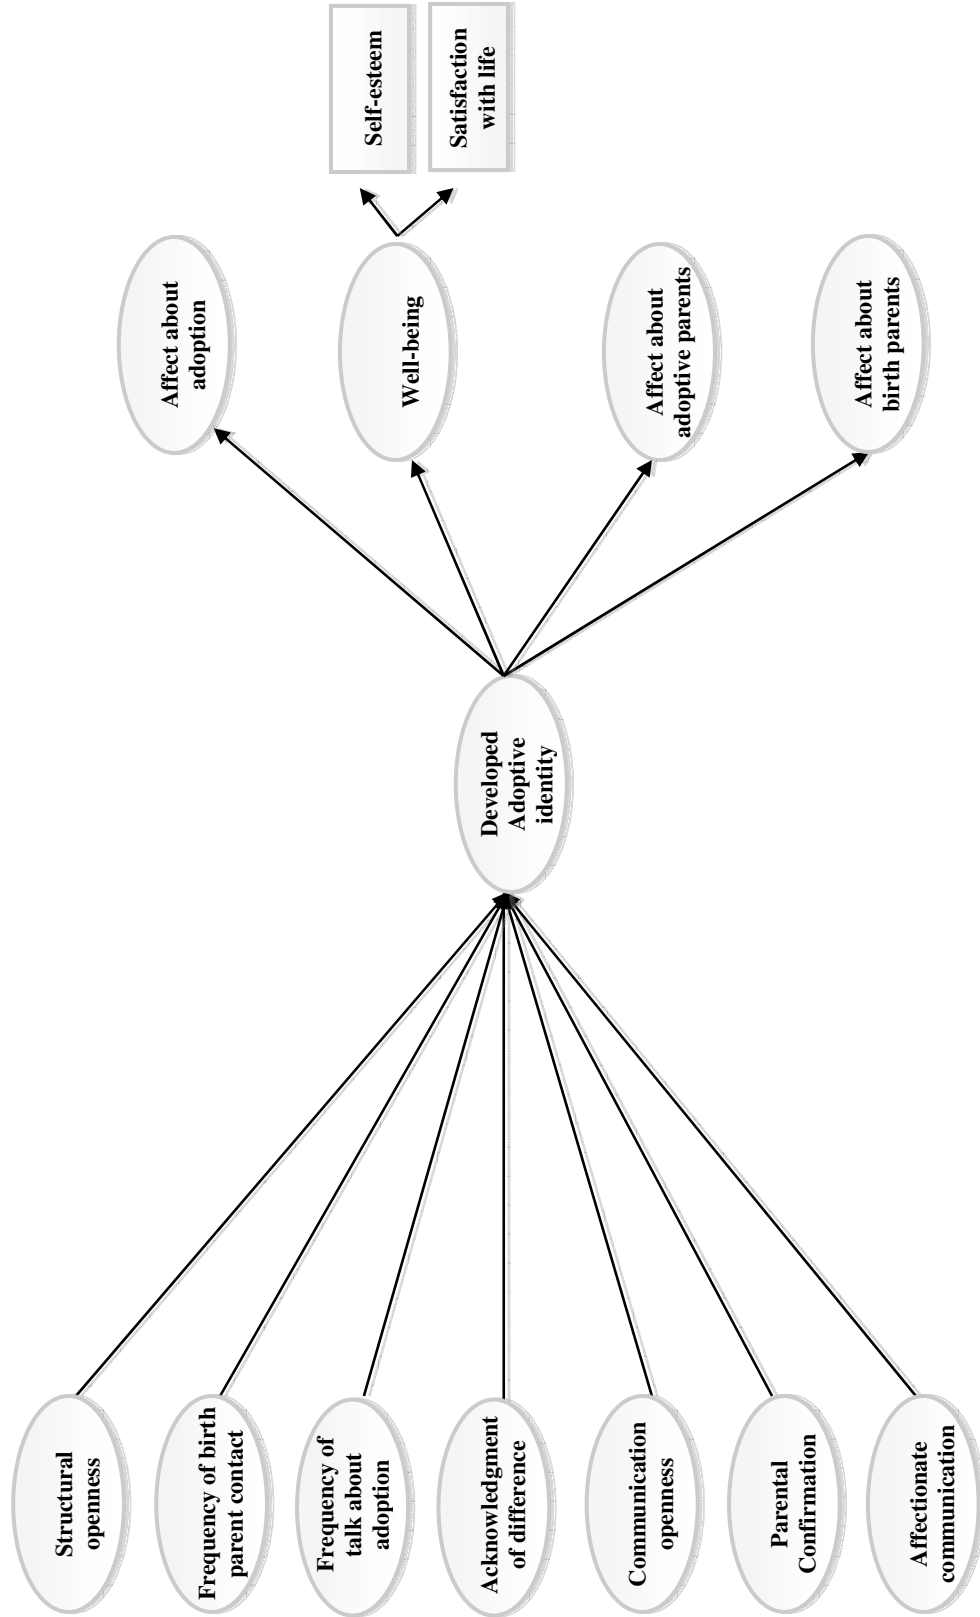 Structural
openness
Frequency of birth
parent contact
Frequency of
talk about
adoption
Acknowledgment
of difference
Communication
openness
Parental
Confirmation
Affectionate
communication
Developed
Adoptive
identity
Affect about
adoption
Well-being
Affect about
adoptive parents
Affect about
birth parents
Self-esteem
Satisfaction
with life